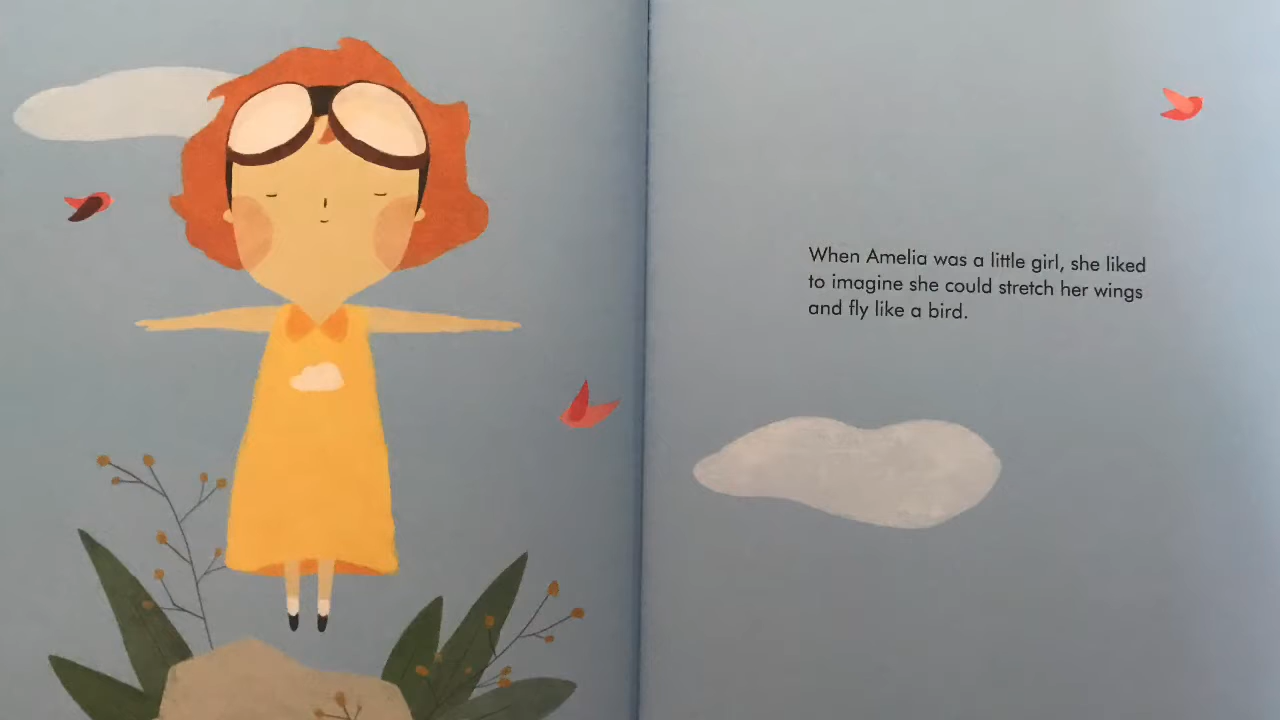 When Amelia was a little girl, she liked
to imagine she could stretch her wings
and fly like a bird.